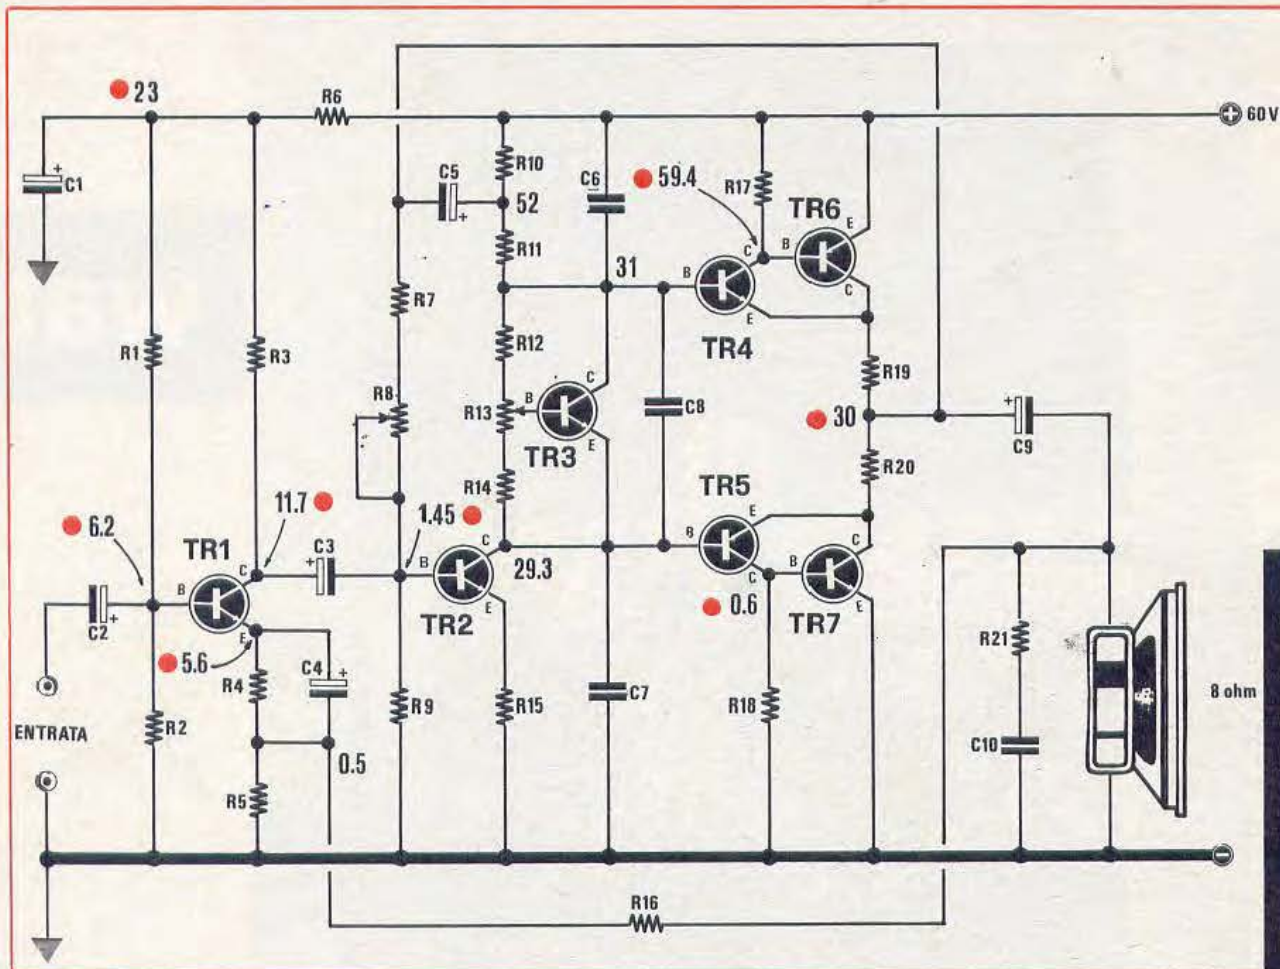 23
R6
60V
C1
C5
R10
52
C6
59.4
R17
TR6
E
B
C
R11
31
B
C
E
R7
TR4
R1
R3
R12
R19
R8
R13
B
C
E
TR3
C8
30
C9
R14
TR5
R20
11.7
1.45
6.2
TR1
C3
B
E
C
B
C
E
C2
B
C
E
B
C
E
29.3
TR2
0.6
TR7
5.6
R4
C4
R21
8 ohm
ENTRATA
R2
R9
R15
C7
R18
C10
0.5
R5
R16